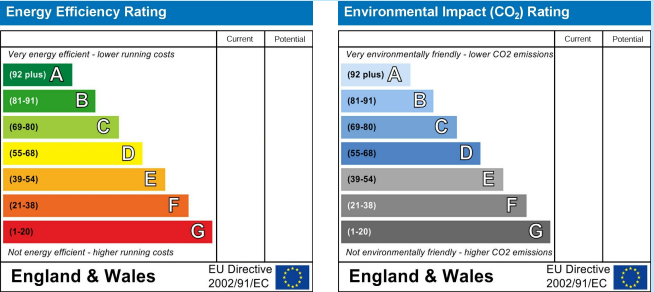 Energy Efficiency Rating
Current Potential
Very energy efficient - lower running costs
(92 plus) A
(81-91) B
(69-80) C
(55-68) D
(39-54) E
(21-38) F
(1-20) G
Not energy efficient - higher running costs
England & Wales
EU Directive
2002/91/EC
Environmental Impact (CO₂) Rating
Current Potential
Very environmentally friendly - lower CO2 emissions
(92 plus) A
(81-91) B
(69-80) C
(55-68) D
(39-54) E
(21-38) F
(1-20) G
Not environmentally friendly - higher CO2 emissions
England & Wales
EU Directive
2002/91/EC